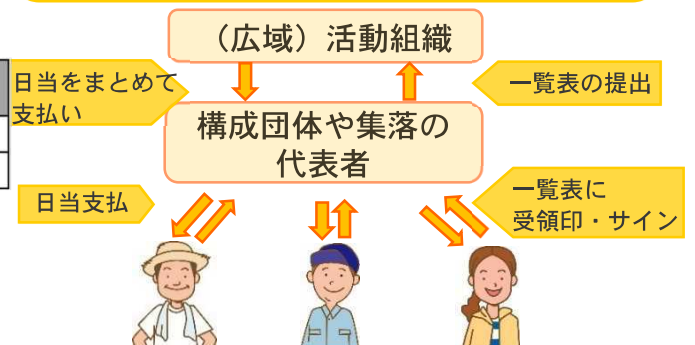 （広域）活動組織
日当をまとめて
支払い
一覧表の提出
構成団体や集落の
代表者
日当支払
一覧表に
受領印・サイン